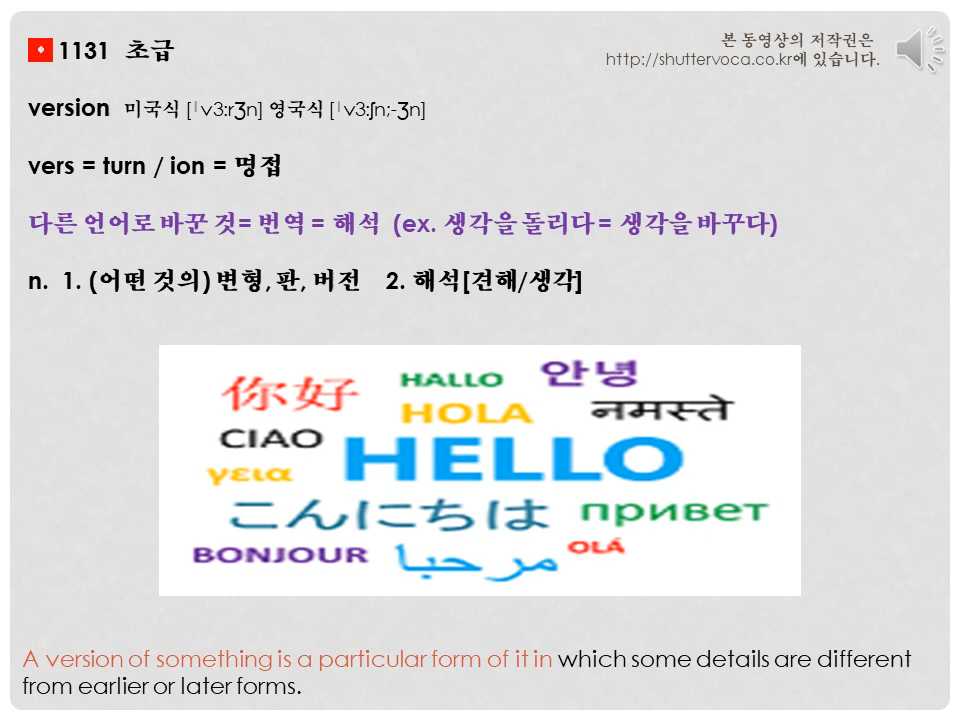 1131 초급
본 동영상의 저작권은
http://shuttervoca.co.kr에 있습니다.
version 미국식 [|vɜ:rʒn] 영국식 [|vɜ:ʃn;-ʒn]
vers = turn / ion = 명접
다른 언어로 바꾼 것= 번역 = 해석 (ex. 생각을 돌리다 = 생각을 바꾸다)
n. 1. (어떤 것의) 변형, 판, 버전 2. 해석[견해/생각]
你好 HALLO 안녕
HOLA नमस्ते
CIAO HELLO
γεια
こんにちは привет
BONJOUR مرحبا OLÁ
A version of something is a particular form of it in which some details are different
from earlier or later forms.